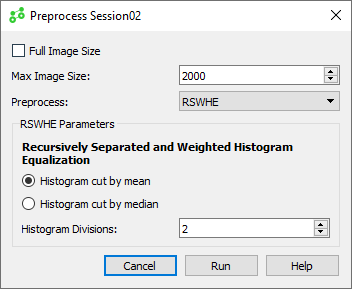 Preprocess Session02
Full Image Size
Max Image Size: 2000
Preprocess: RSWHE
RSWHE Parameters
Recursively Separated and Weighted Histogram
Equalization
Histogram cut by mean
Histogram cut by median
Histogram Divisions: 2
Cancel Run Help